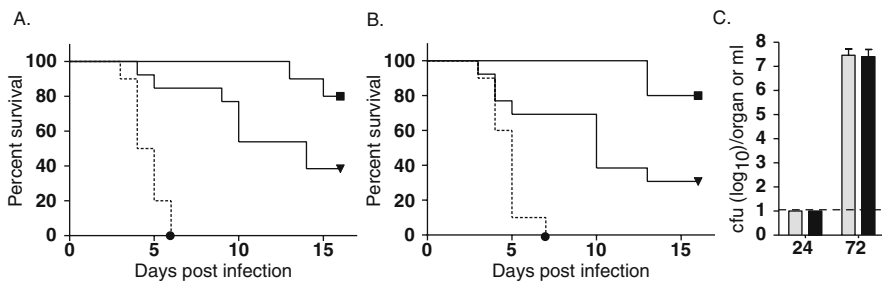 A.
Percent survival
100
80
60
40
20
0
0 5 10 15
Days post infection
B.
Percent survival
100
80
60
40
20
0
0 5 10 15
Days post infection
C.
cfu (log10)/organ or ml
8
7
6
5
4
3
2
1
0
24 72